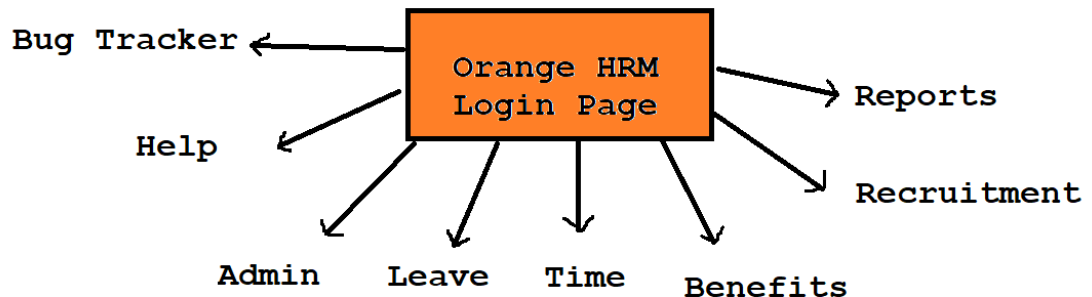 Bug Tracker
Orange HRM
Login Page
Reports
Help
Recruitment
Admin
Leave
Time
Benefits